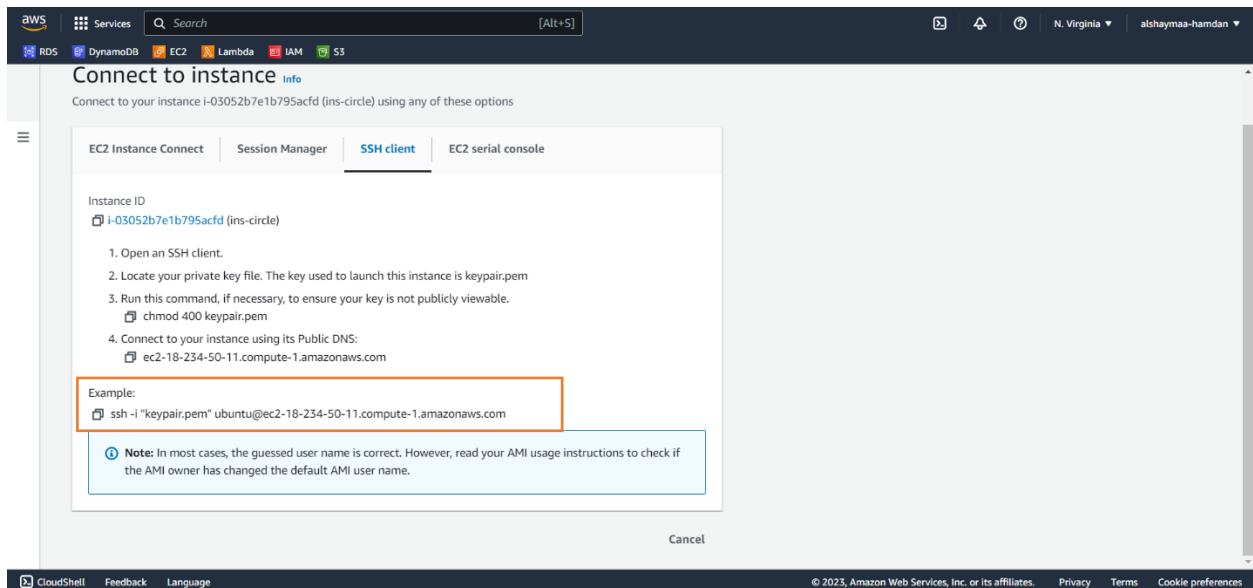 aws Services Search [Alt+S] N. Virginia ▼ alshaymaa-hamdan ▼
RDS DynamoDB EC2 Lambda IAM S3
Connect to instance Info
Connect to your instance i-03052b7e1b795acfd (ins-circle) using any of these options
EC2 Instance Connect Session Manager SSH client EC2 serial console
Instance ID
i-03052b7e1b795acfd (ins-circle)
1. Open an SSH client.
2. Locate your private key file. The key used to launch this instance is keypair.pem
3. Run this command, if necessary, to ensure your key is not publicly viewable.
chmod 400 keypair.pem
4. Connect to your instance using its Public DNS:
ec2-18-234-50-11.compute-1.amazonaws.com
Example:
ssh -i "keypair.pem" ubuntu@ec2-18-234-50-11.compute-1.amazonaws.com
Note: In most cases, the guessed user name is correct. However, read your AMI usage instructions to check if
the AMI owner has changed the default AMI user name.
Cancel
CloudShell Feedback Language © 2023, Amazon Web Services, Inc. or its affiliates. Privacy Terms Cookie preferences